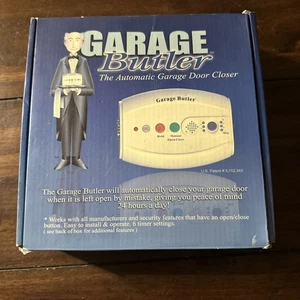 GARAGE
Butler™
The Automatic Garage Door Closer
Garage Butler
The Garage Butler will automatically close your garage door
when it is left open by mistake, giving you peace of mind
24 hours a day!
* Works with all manufacturers and security features that have an open/close
button. Easy to install & operate. 6 timer settings.
( see back of box for additional features )